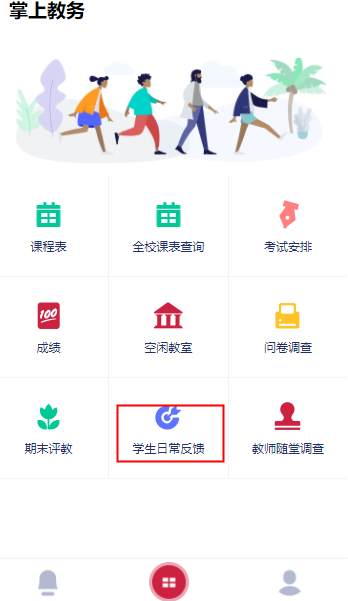 掌上教务
课程表
全校课表查询
考试安排
100
成绩
空闲教室
问卷调查
期末评教
学生日常反馈
教师随堂调查